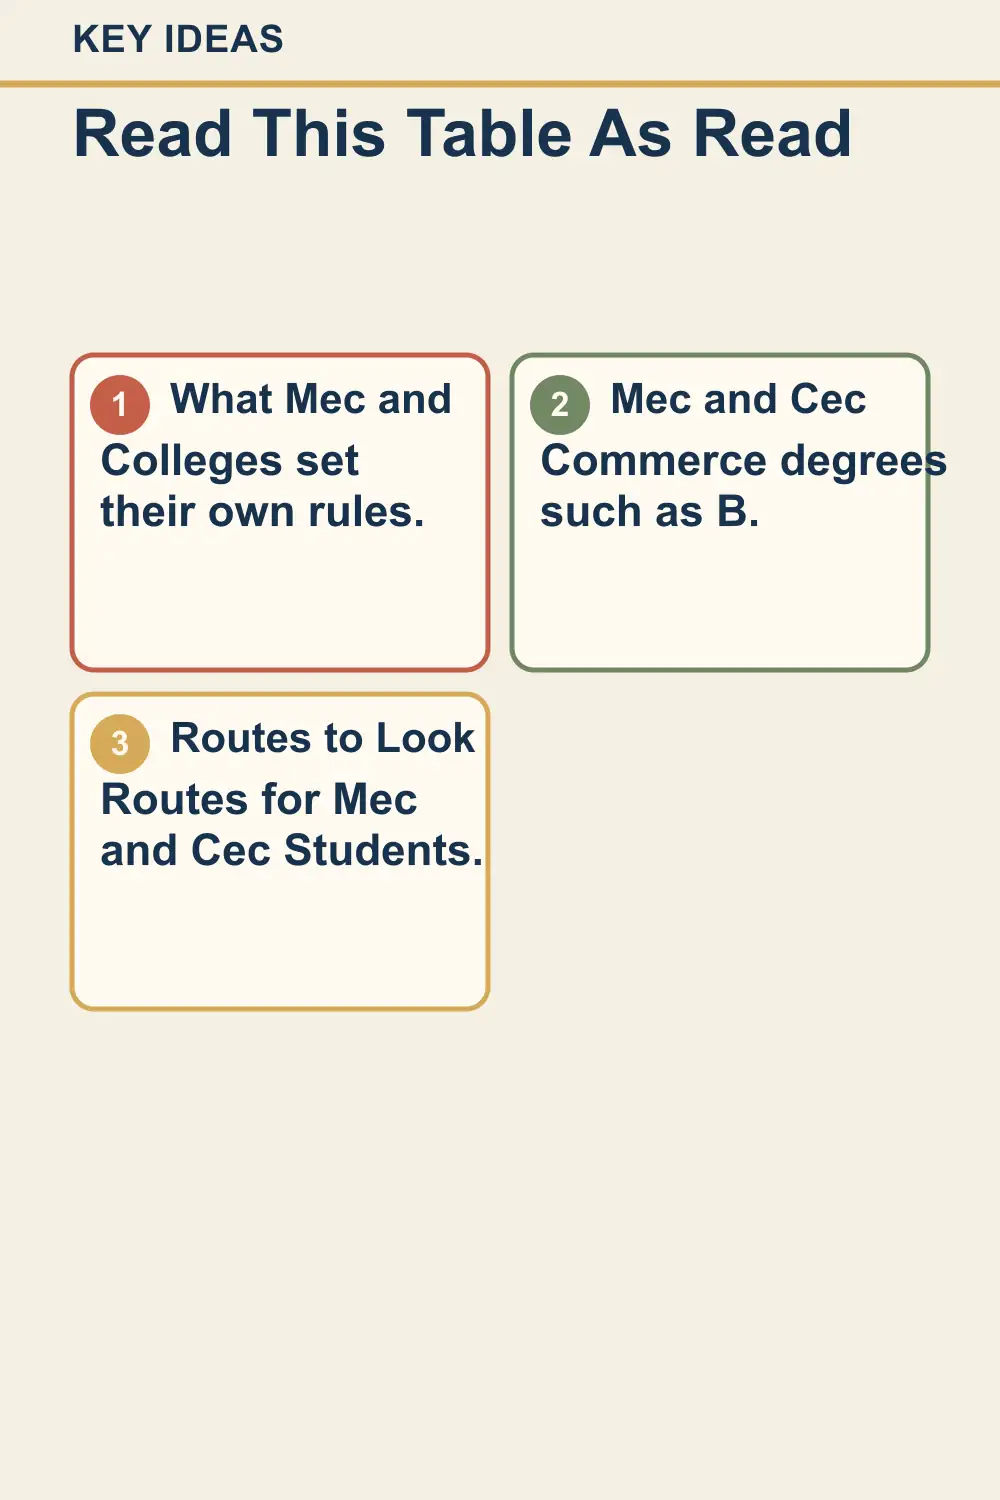 KEY IDEAS
Read This Table As Read
1 What Mec and
Colleges set
their own rules.
2 Mec and Cec
Commerce degrees
such as B.
3 Routes to Look
Routes for Mec
and Cec Students.